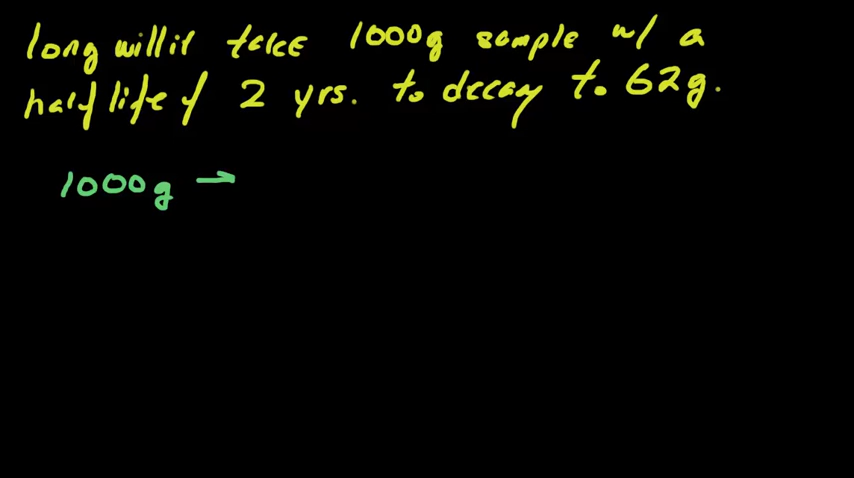 long will it take 1000g sample w/ a
half life of 2 yrs. to decay to 62g.
1000g →